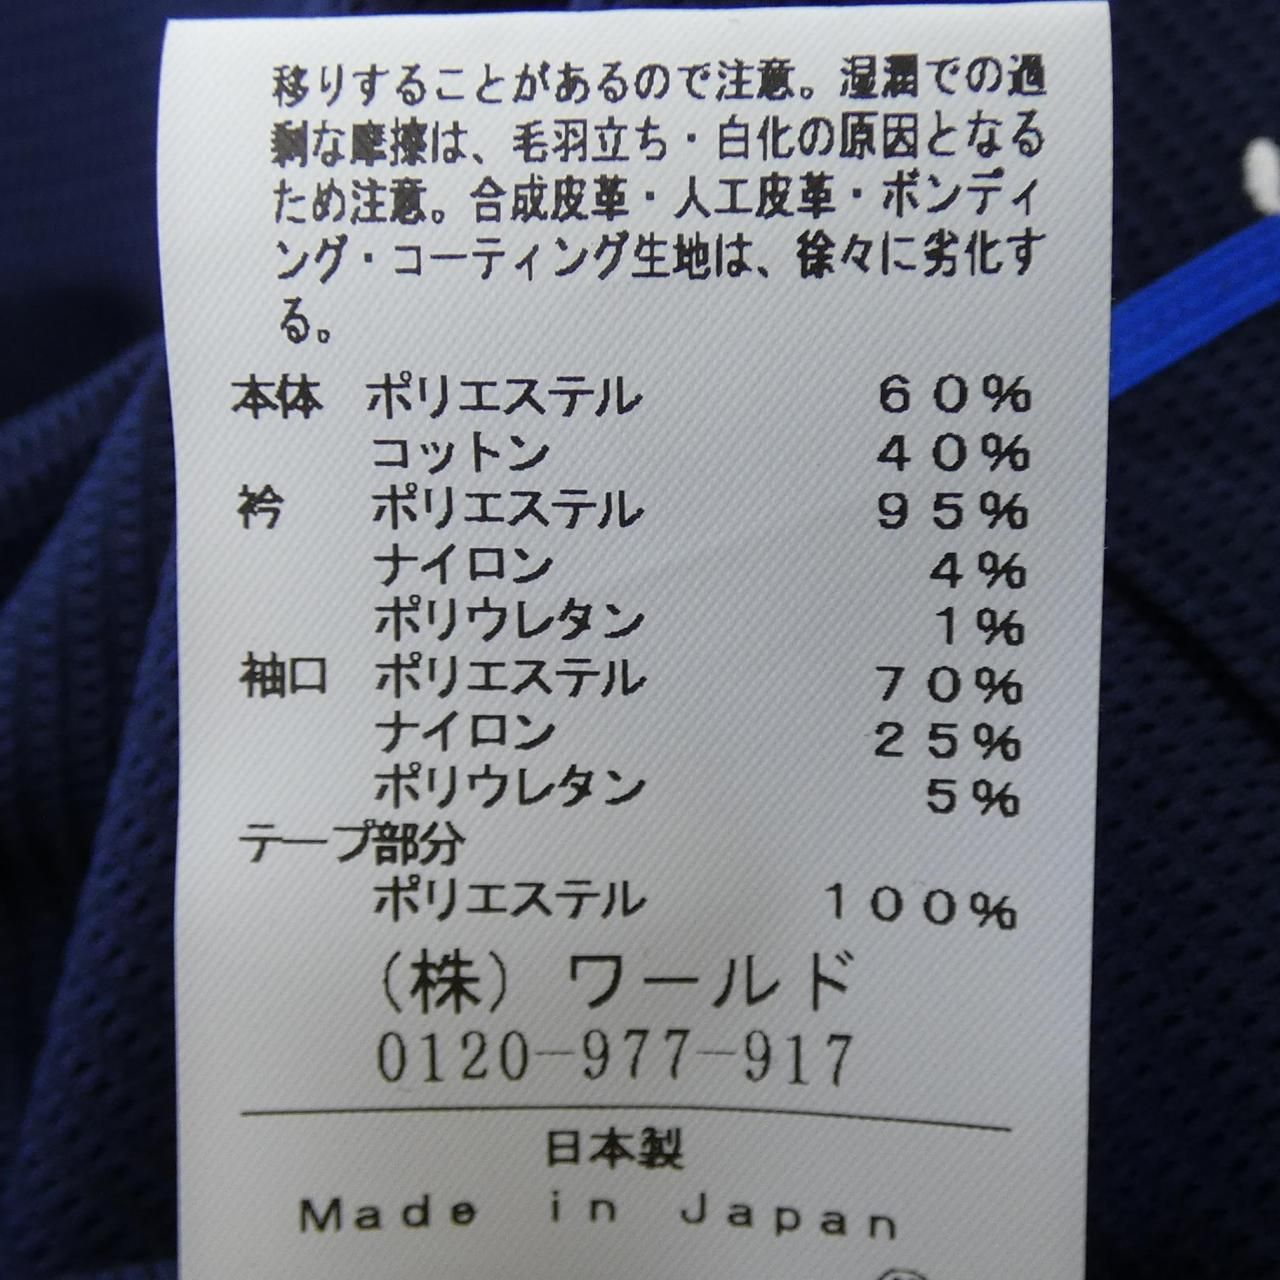 移りすることがあるので注意。湿潤での過
剰な摩擦は、毛羽立ち・白化の原因となる
ため注意。合成皮革・人工皮革・ボンディ
ング・コーティング生地は、徐々に劣化す
る。
本体 ポリエステル 60%
コットン 40%
衿 ポリエステル 95%
ナイロン 4%
ポリウレタン 1%
袖口 ポリエステル 70%
ナイロン 25%
ポリウレタン 5%
テープ部分
ポリエステル 100%
(株)ワールド
0120-977-917
日本製
Made in Japan